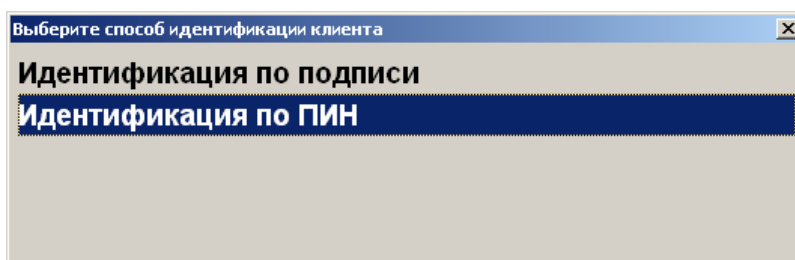 Выберите способ идентификации клиента
Идентификация по подписи
Идентификация по ПИН